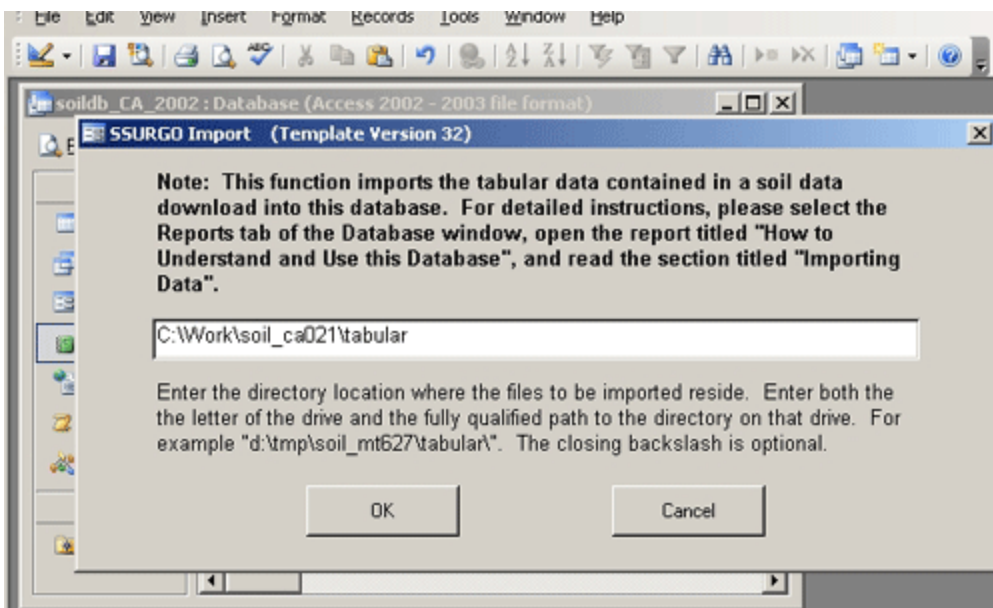 File Edit View Insert Format Records Tools Window Help
soildb_CA_2002 : Database (Access 2002 - 2003 file format)
SSURGO Import (Template Version 32)
Note: This function imports the tabular data contained in a soil data
download into this database. For detailed instructions, please select the
Reports tab of the Database window, open the report titled "How to
Understand and Use this Database", and read the section titled "Importing
Data".
C:\Work\soil_ca021\tabular
Enter the directory location where the files to be imported reside. Enter both the
the letter of the drive and the fully qualified path to the directory on that drive. For
example "d:\tmp\soil_mt627\tabular\". The closing backslash is optional.
OK Cancel